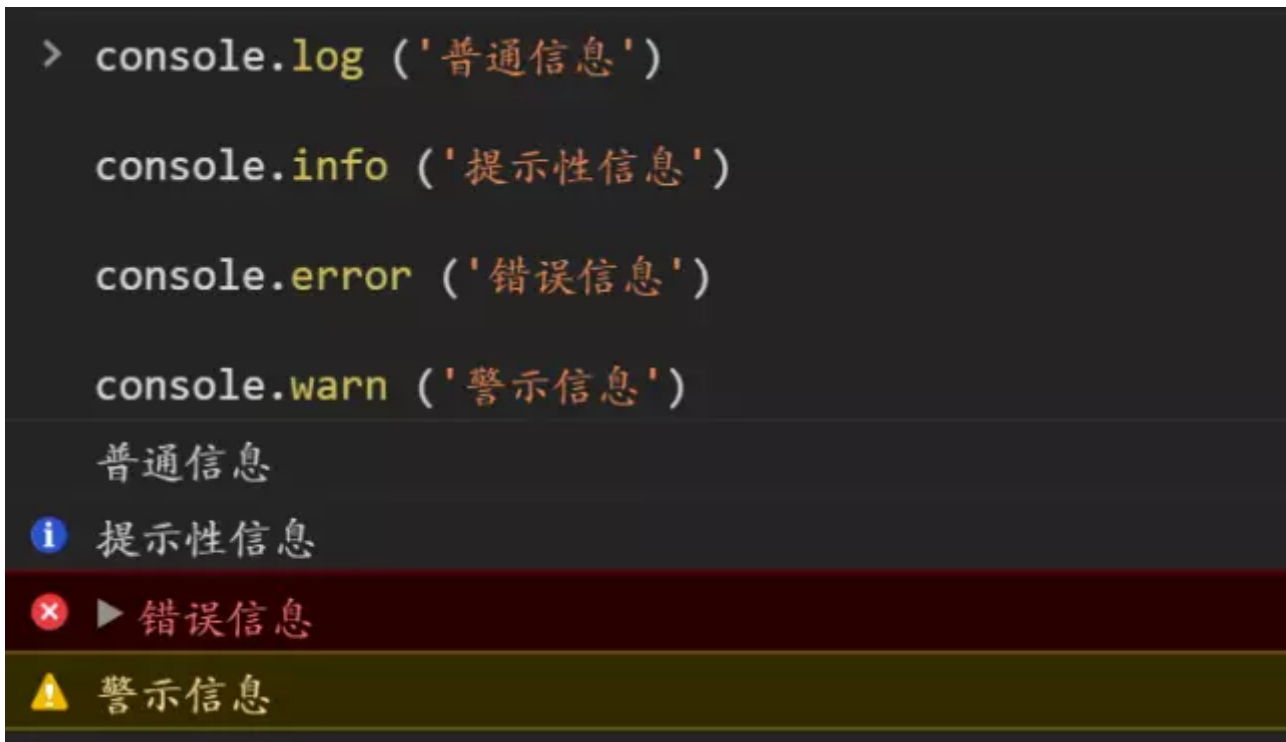 > console.log ('普通信息')
console.info ('提示性信息')
console.error ('错误信息')
console.warn ('警示信息')
普通信息
提示性信息
错误信息
警示信息